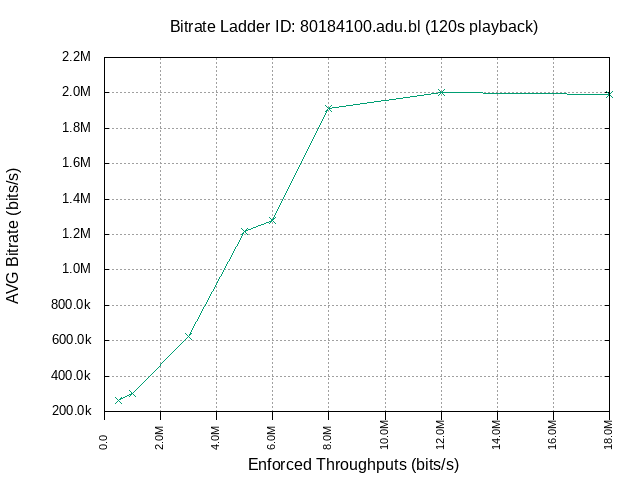 Bitrate Ladder ID: 80184100.adu.bl (120s playback)
2.2M
2.0M
1.8M
1.6M
1.4M
1.2M
1.0M
800.0k
600.0k
400.0k
200.0k
AVG Bitrate (bits/s)
0.0 2.0M 4.0M 6.0M 8.0M 10.0M 12.0M 14.0M 16.0M 18.0M
Enforced Throughputs (bits/s)